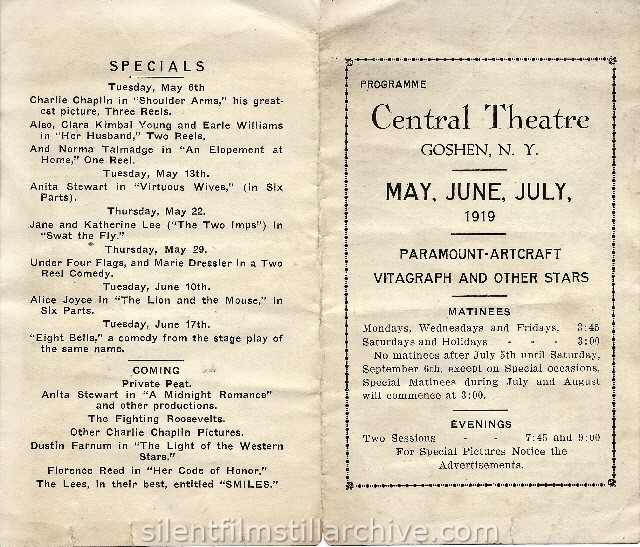 SPECIALS
Tuesday, May 6th
Charlie Chaplin in "Shoulder Arms," his great-
est picture, Three Reels.
Also, Clara Kimbal Young and Earle Williams
in "Her Husband," Two Reels.
And Norma Talmadge in "An Elopement at
Home," One Reel.
Tuesday, May 13th.
Anita Stewart in "Virtuous Wives," (in Six
Parts).
Thursday, May 22.
Jane and Katherine Lee ("The Two Imps") in
"Swat the Fly."
Thursday, May 29.
Under Four Flags, and Marie Dressler in a Two
Reel Comedy.
Tuesday, June 10th.
Alice Joyce in "The Lion and the Mouse," in
Six Parts.
Tuesday, June 17th.
"Eight Bells," a comedy from the stage play of
the same name.
COMING
Private Peat.
Anita Stewart in "A Midnight Romance"
and other productions.
The Fighting Roosevelts.
Other Charlie Chaplin Pictures.
Dustin Farnum in "The Light of the Western
Stars."
Florence Reed in "Her Code of Honor,"
The Lees, in their best, entitled "SMILES."
PROGRAMME
Central Theatre
GOSHEN, N. Y.
MAY, JUNE, JULY,
1919
PARAMOUNT-ARTCRAFT
VITAGRAPH AND OTHER STARS
MATINEES
Mondays, Wednesdays and Fridays, 3:45
Saturdays and Holidays - - - 3:00
No matinees after July 5th until Saturday,
September 6th, except on Special occasions.
Special Matinees during July and August
will commence at 3:00.
EVENINGS
Two Sessions - - 7:45 and 9:00
For Special Pictures Notice the
Advertisements.
silentfilmstillarchive.com